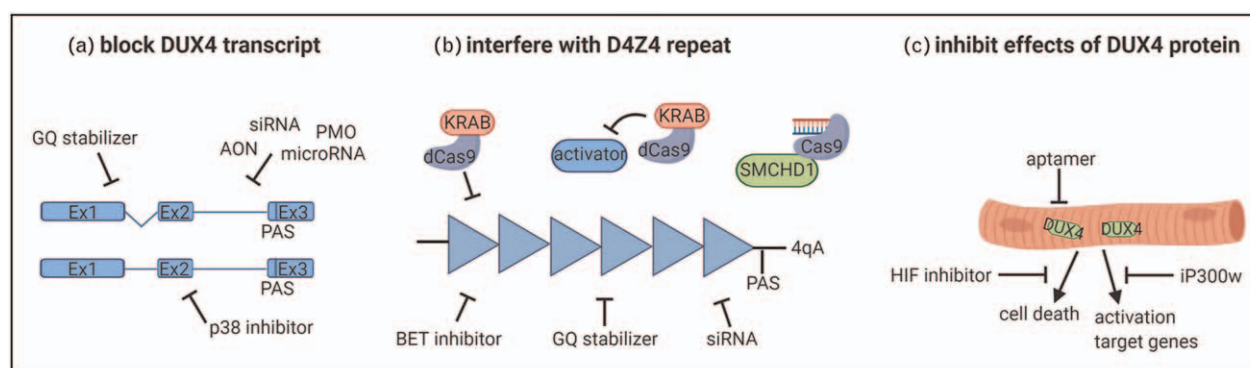 (a) block DUX4 transcript
GQ stabilizer
siRNA
PMO
AON
microRNA
Ex1
Ex2
Ex3
PAS
Ex1
Ex2
Ex3
PAS
p38 inhibitor
(b) interfere with D4Z4 repeat
KRAB
dCas9
activator
KRAB
dCas9
Cas9
SMCHD1
4qA
PAS
BET inhibitor
GQ stabilizer
siRNA
(c) inhibit effects of DUX4 protein
aptamer
DUX4
DUX4
HIF inhibitor
iP300w
cell death
activation
target genes